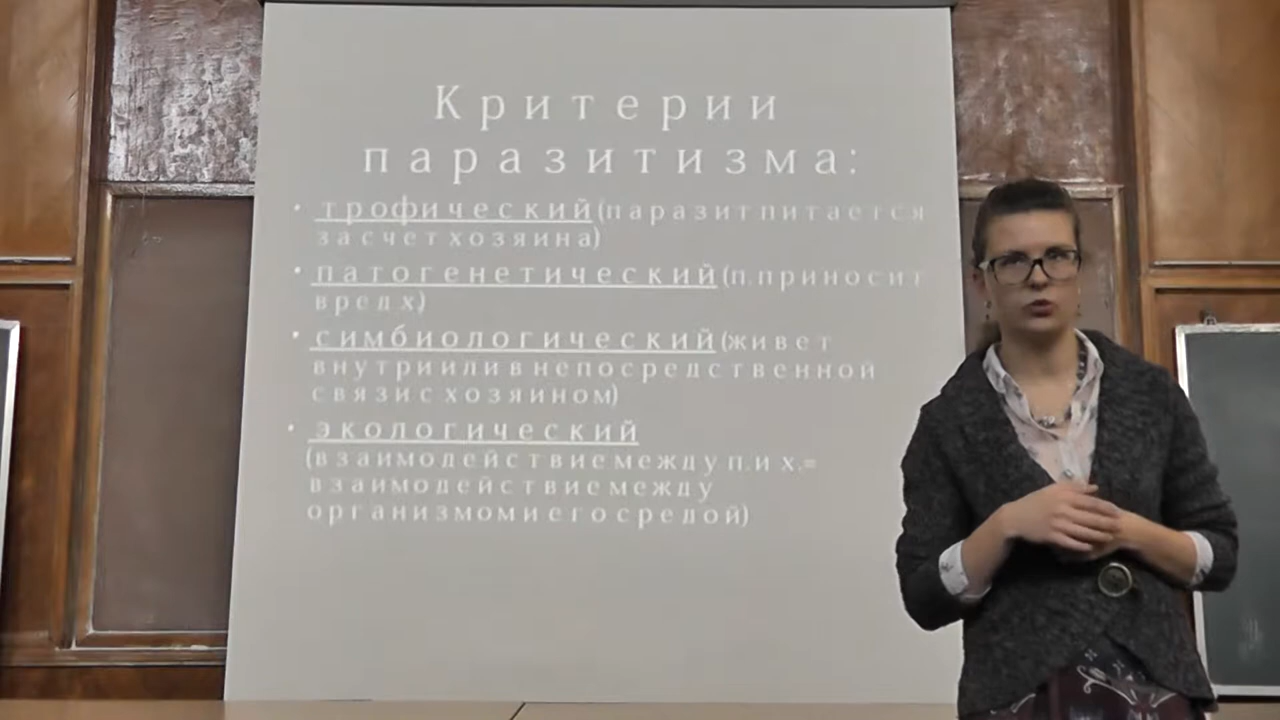 Критерии
паразитизма:
• трофический (паразит питается
за счет хозяина)
• патогенетический (п. приносит
вред х.)
• симбиологический (живет
внутри или в непосредственной
связи с хозяином)
• экологический
(взаимодействие между п. и х.=
взаимодействие между
организмом и его средой)